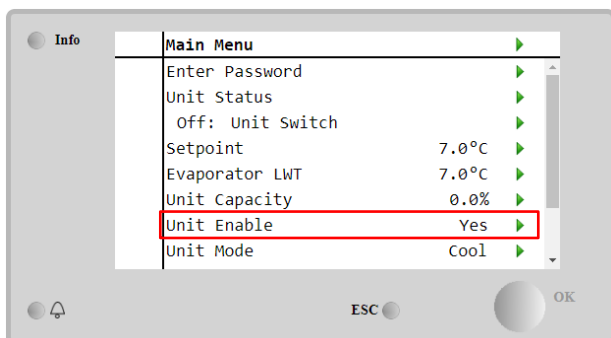 Info
Main Menu
Enter Password
Unit Status
Off: Unit Switch
Setpoint 7.0°C
Evaporator LWT 7.0°C
Unit Capacity 0.0%
Unit Enable Yes
Unit Mode Cool
ESC
OK